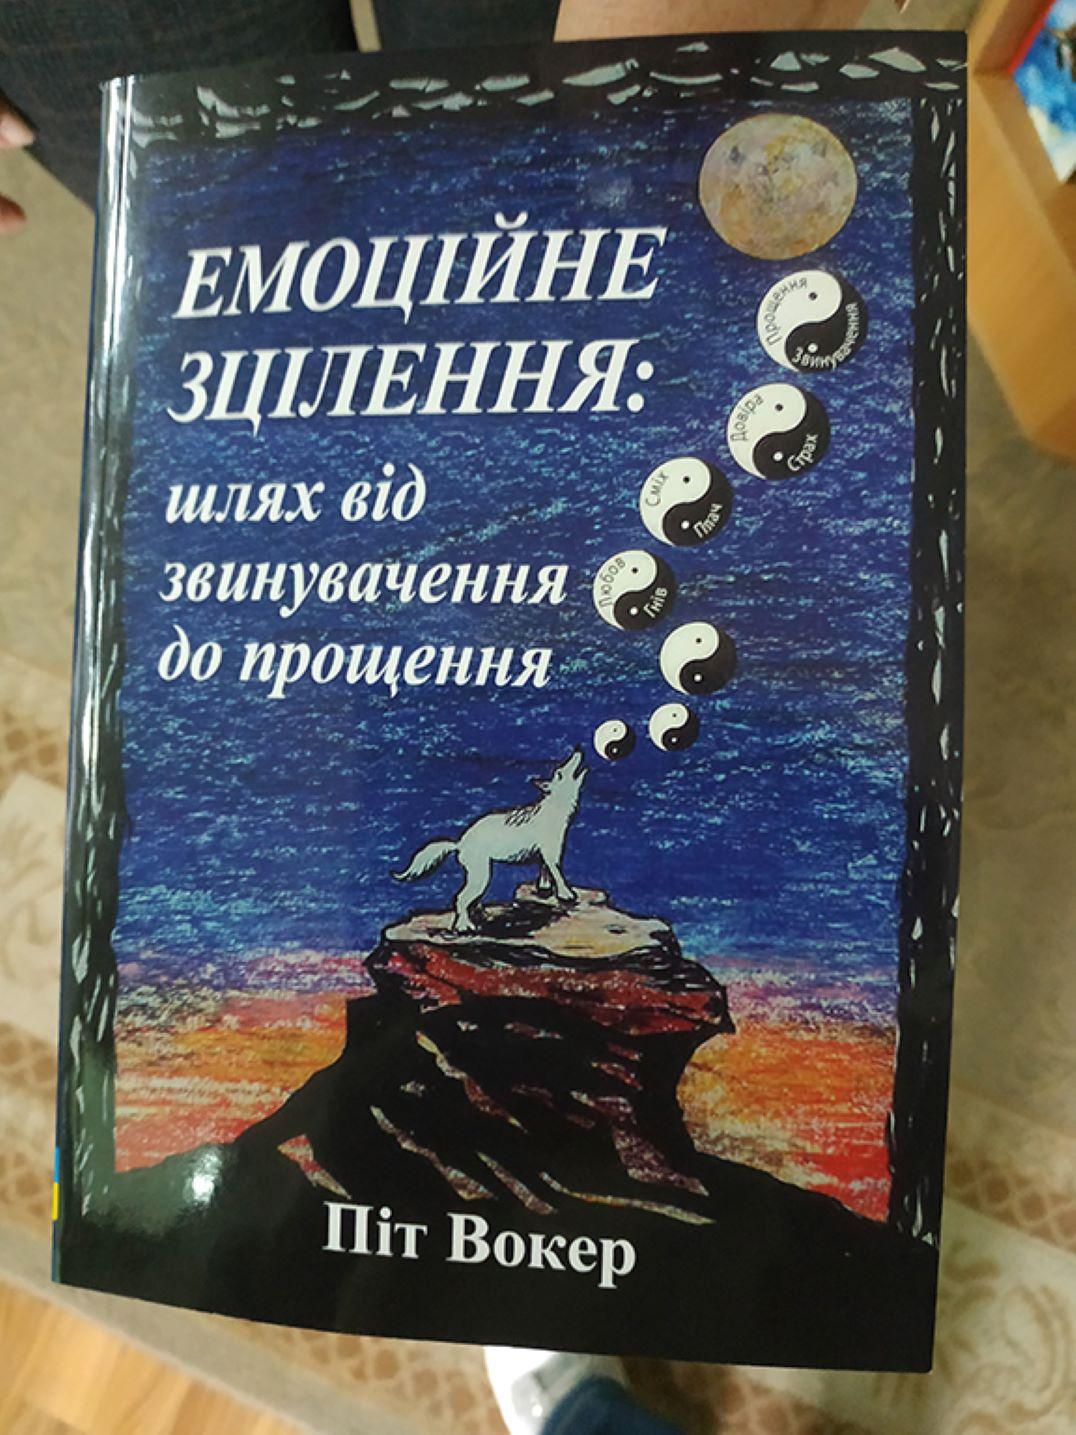 ЕМОЦІЙНЕ
ЗЦІЛЕННЯ:
шлях від
звинувачення
до прощення
Прощення
Звинувачення
Довіра
Страх
Сміх
Плач
Любов
Гнів
Піт Вокер